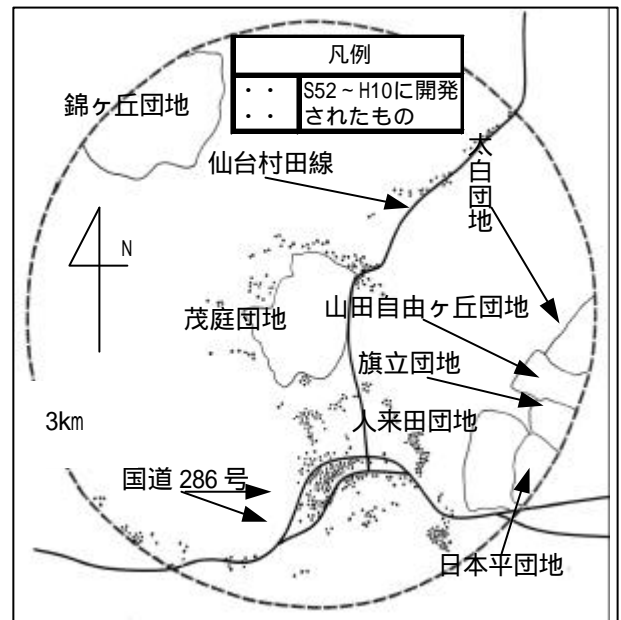 凡例
・・
・・
S52～H10に開発
されたもの
錦ヶ丘団地
仙台村田線
太白団地
N
山田自由ヶ丘団地
茂庭団地
旗立団地
3km
人来田団地
国道286号
日本平団地